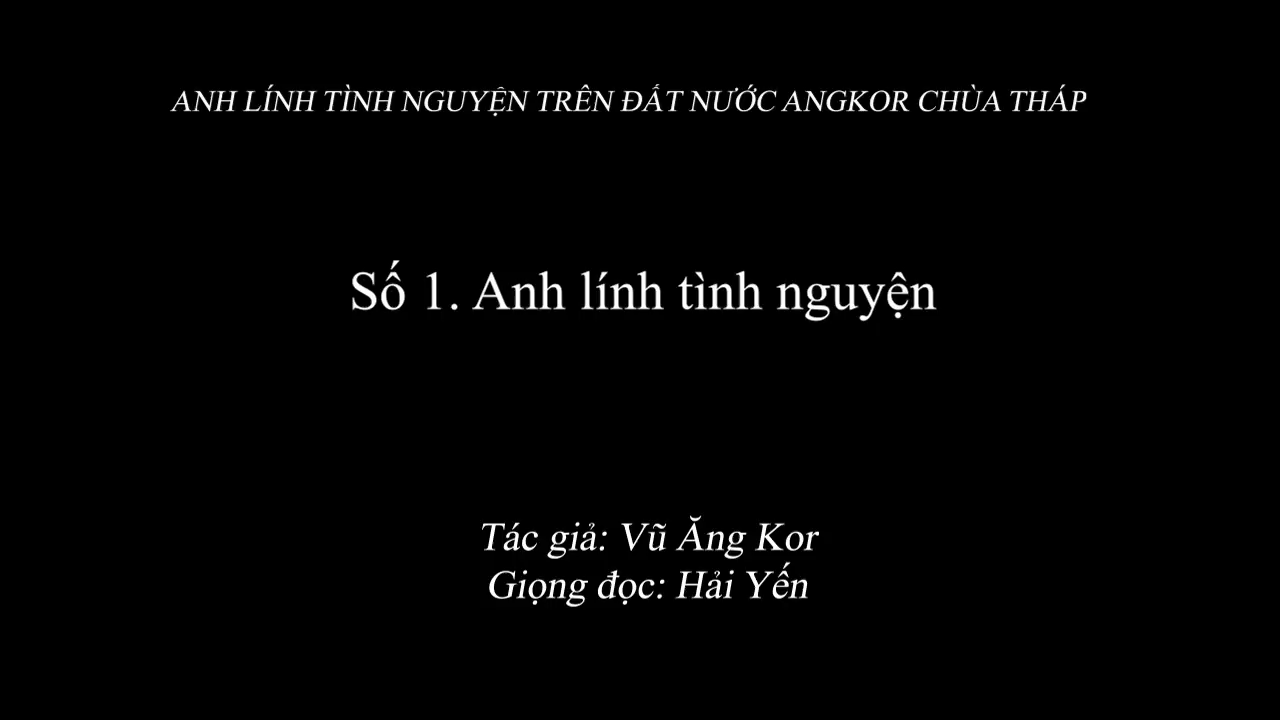 ANH LÍNH TÌNH NGUYỆN TRÊN ĐẤT NƯỚC ANGKOR CHÙA THÁP
Số 1. Anh lính tình nguyện
Tác giả: Vũ Ăng Kor
Giọng đọc: Hải Yến